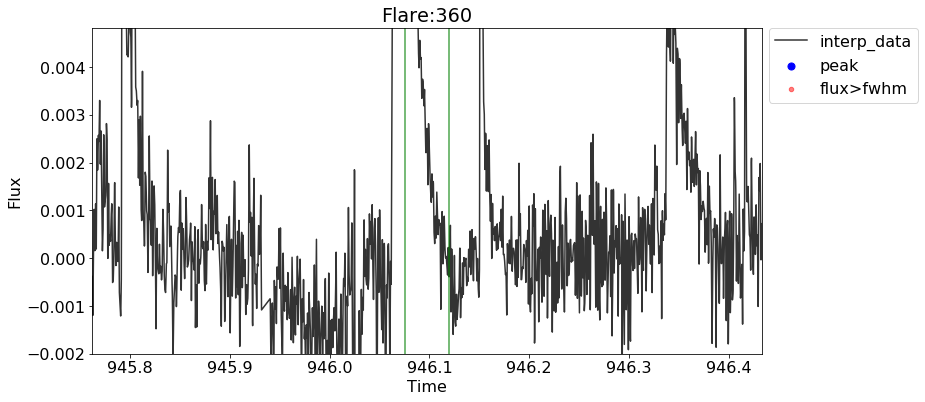 Flare:360
interp_data
peak
flux>fwhm
Flux
0.004
0.003
0.002
0.001
0.000
−0.001
−0.002
945.8 945.9 946.0 946.1 946.2 946.3 946.4
Time